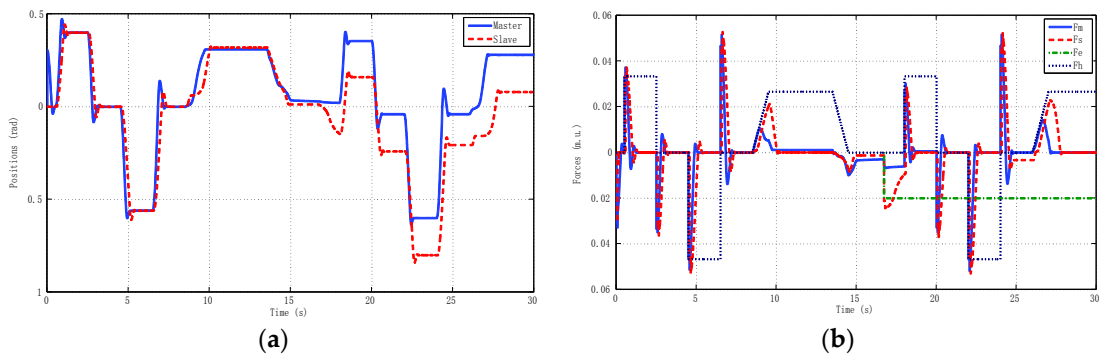 0.5
0
0.5
1
0 5 10 15 20 25 30
Time (s)
Positions (rad)
Master
Slave
(a)
0.06
0.04
0.02
0
0.02
0.04
0.06
0 5 10 15 20 25 30
Time (s)
Forces (m.u.)
Fm
Fs
Fe
Fh
(b)